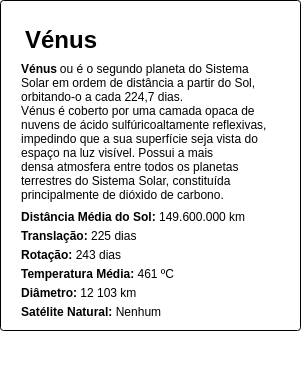 Vénus
Vénus ou é o segundo planeta do Sistema
Solar em ordem de distância a partir do Sol,
orbitando-o a cada 224,7 dias.
Vénus é coberto por uma camada opaca de
nuvens de ácido sulfúricoaltamente reflexivas,
impedindo que a sua superfície seja vista do
espaço na luz visível. Possui a mais
densa atmosfera entre todos os planetas
terrestres do Sistema Solar, constituída
principalmente de dióxido de carbono.
Distância Média do Sol: 149.600.000 km
Translação: 225 dias
Rotação: 243 dias
Temperatura Média: 461 ºC
Diâmetro: 12 103 km
Satélite Natural: Nenhum